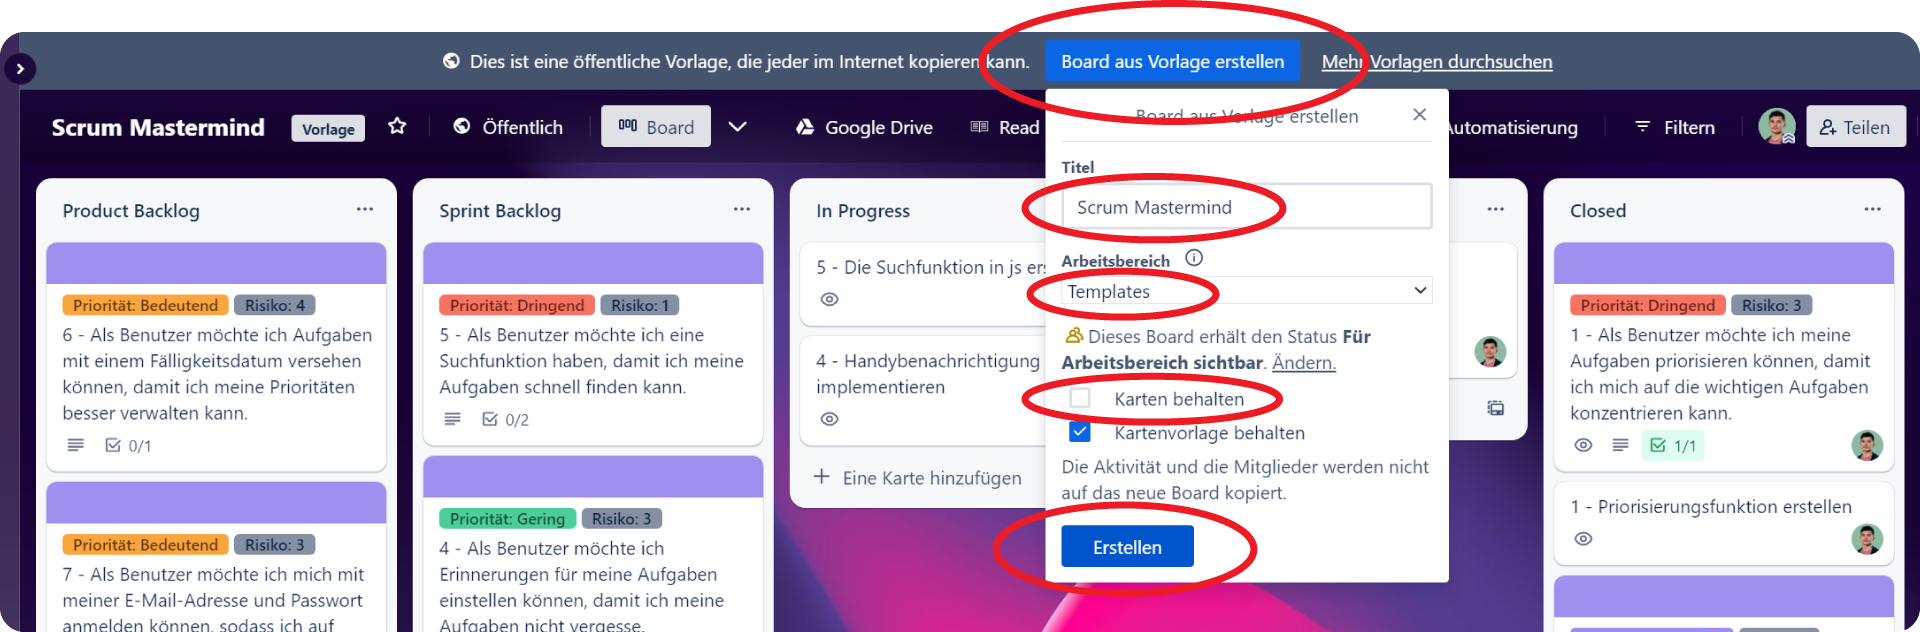 Dies ist eine öffentliche Vorlage, die jeder im Internet kopieren kann.
Board aus Vorlage erstellen
Mehr Vorlagen durchsuchen
Scrum Mastermind
Vorlage
Öffentlich
Board
Google Drive
Read
Automatisierung
Filtern
Teilen
Product Backlog
Priorität: Bedeutend
Risiko: 4
6 - Als Benutzer möchte ich Aufgaben
mit einem Fälligkeitsdatum versehen
können, damit ich meine Prioritäten
besser verwalten kann.
0/1
Priorität: Bedeutend
Risiko: 3
7 - Als Benutzer möchte ich mich mit
meiner E-Mail-Adresse und Passwort
anmelden können, sodass ich auf
Sprint Backlog
Priorität: Dringend
Risiko: 1
5 - Als Benutzer möchte ich eine
Suchfunktion haben, damit ich meine
Aufgaben schnell finden kann.
0/2
Priorität: Gering
Risiko: 3
4 - Als Benutzer möchte ich
Erinnerungen für meine Aufgaben
einstellen können, damit ich meine
Aufgaben nicht vergesse.
In Progress
5 - Die Suchfunktion in js ers
4 - Handybenachrichtigung
implementieren
+ Eine Karte hinzufügen
Board aus Vorlage erstellen
Titel
Scrum Mastermind
Arbeitsbereich
Templates
Dieses Board erhält den Status Für
Arbeitsbereich sichtbar. Ändern.
Karten behalten
Kartenvorlage behalten
Die Aktivität und die Mitglieder werden nicht
auf das neue Board kopiert.
Erstellen
Closed
Priorität: Dringend
Risiko: 3
1 - Als Benutzer möchte ich meine
Aufgaben priorisieren können, damit
ich mich auf die wichtigen Aufgaben
konzentrieren kann.
1/1
1 - Priorisierungsfunktion erstellen